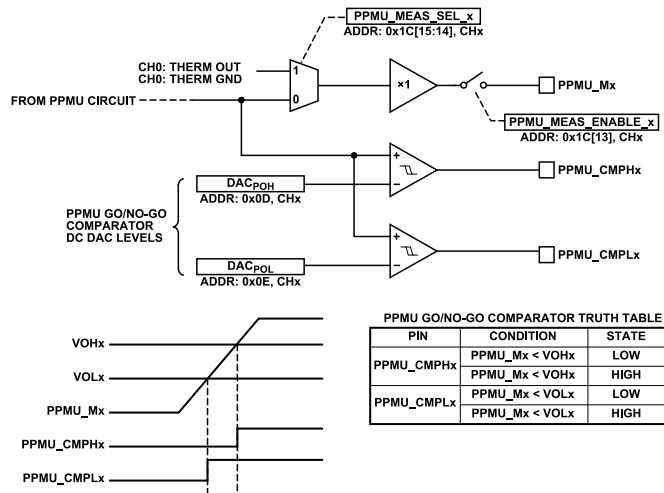 PPMU_MEAS_SEL_x
ADDR: 0x1C[15:14], CHx
CH0: THERM OUT
CH0: THERM GND
1
0
FROM PPMU CIRCUIT
×1
PPMU_Mx
PPMU_MEAS_ENABLE_x
ADDR: 0x1C[13], CHx
+
−
PPMU_CMPHx
DACPOH
ADDR: 0x0D, CHx
PPMU GO/NO-GO
COMPARATOR
DC DAC LEVELS
+
−
PPMU_CMPLx
DACPOL
ADDR: 0x0E, CHx
VOHx
VOLx
PPMU_Mx
PPMU_CMPHx
PPMU_CMPLx
PPMU GO/NO-GO COMPARATOR TRUTH TABLE
PIN CONDITION STATE
PPMU_CMPHx PPMU_Mx < VOHx LOW
PPMU_Mx < VOHx HIGH
PPMU_CMPLx PPMU_Mx < VOLx LOW
PPMU_Mx < VOLx HIGH